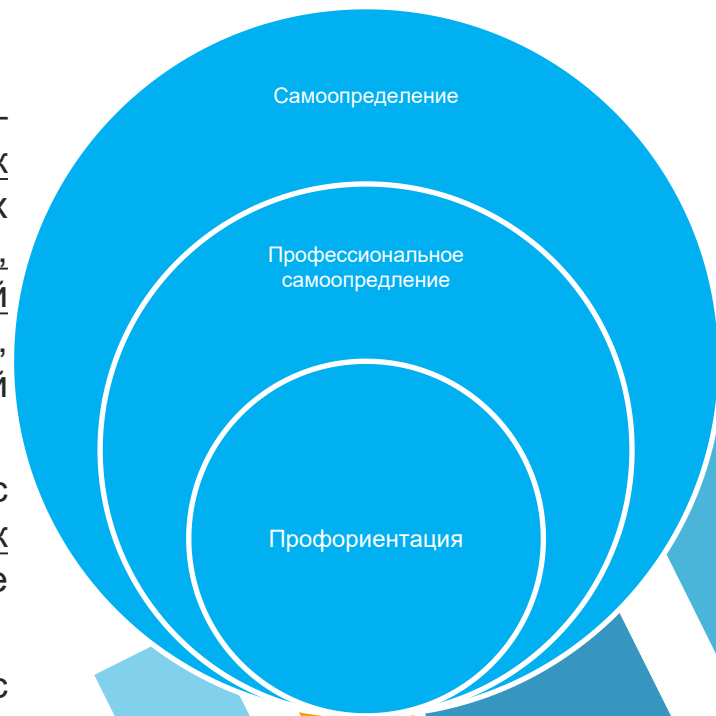 Самоопределение
Профессиональное
самоопредление
Профориентация